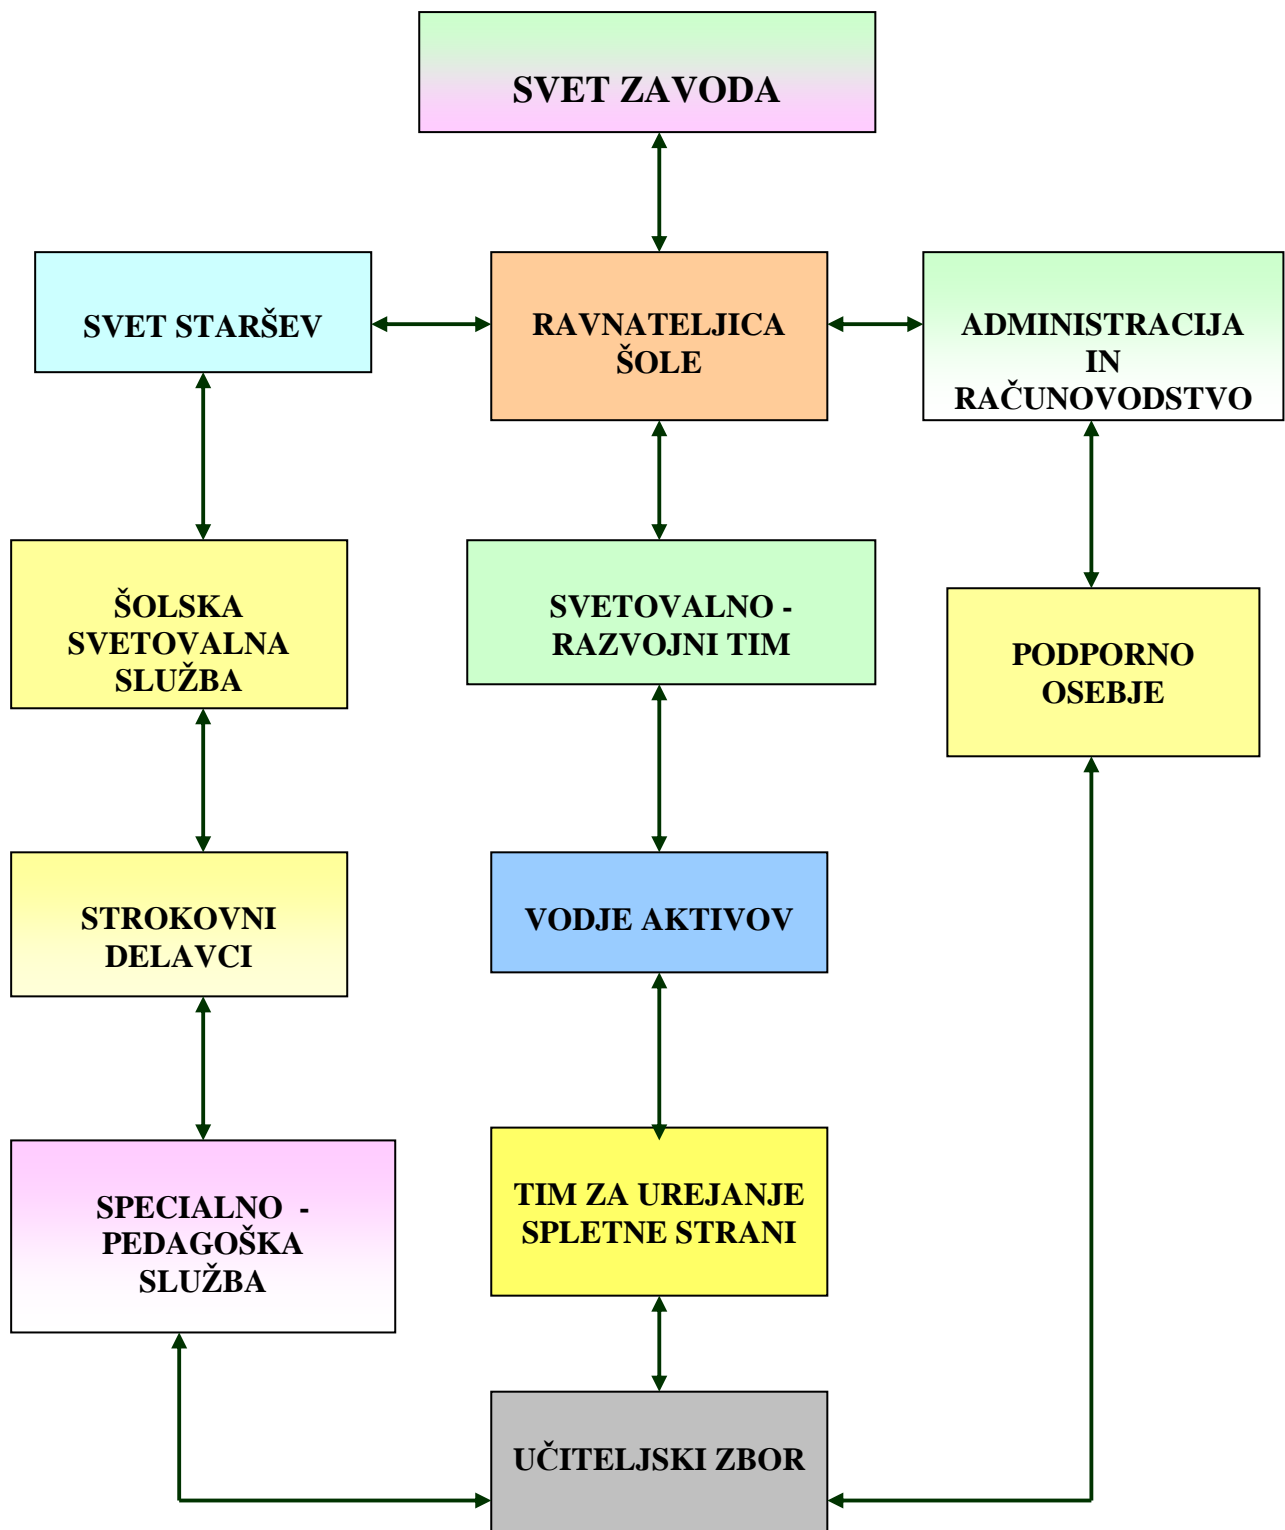 SVET ZAVODA
SVET STARŠEV
RAVNATELJICA
ŠOLE
ADMINISTRACIJA
IN
RAČUNOVODSTVO
ŠOLSKA
SVETOVALNA
SLUŽBA
SVETOVALNO -
RAZVOJNI TIM
PODPORNO
OSEBJE
STROKOVNI
DELAVCI
VODJE AKTIVOV
SPECIALNO -
PEDAGOŠKA
SLUŽBA
TIM ZA UREJANJE
SPLETNE STRANI
UČITELJSKI ZBOR